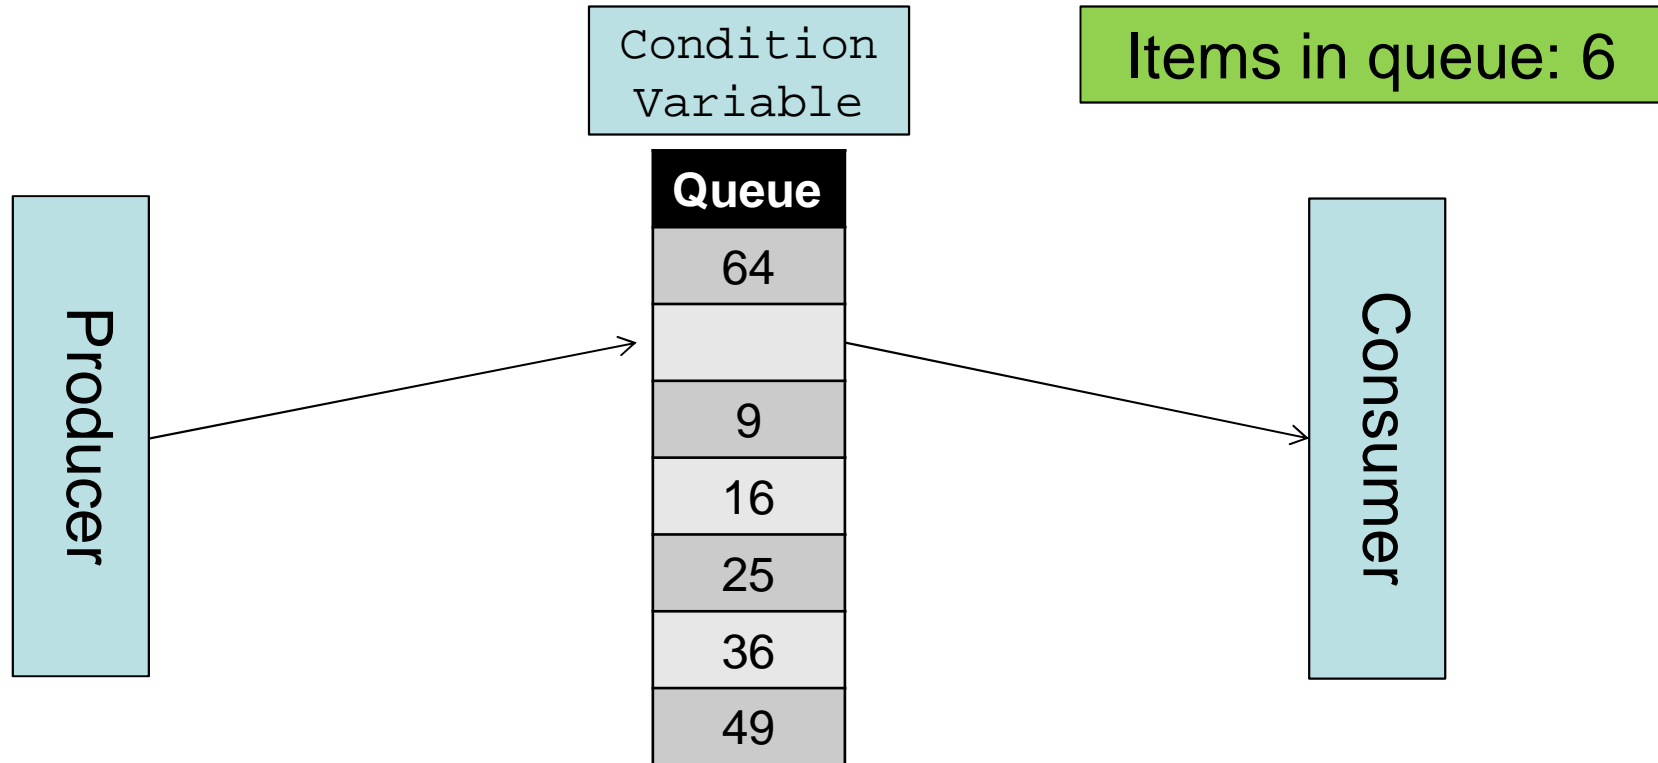 Condition
Variable
Items in queue: 6
Queue
64
9
16
25
36
49
Producer
Consumer